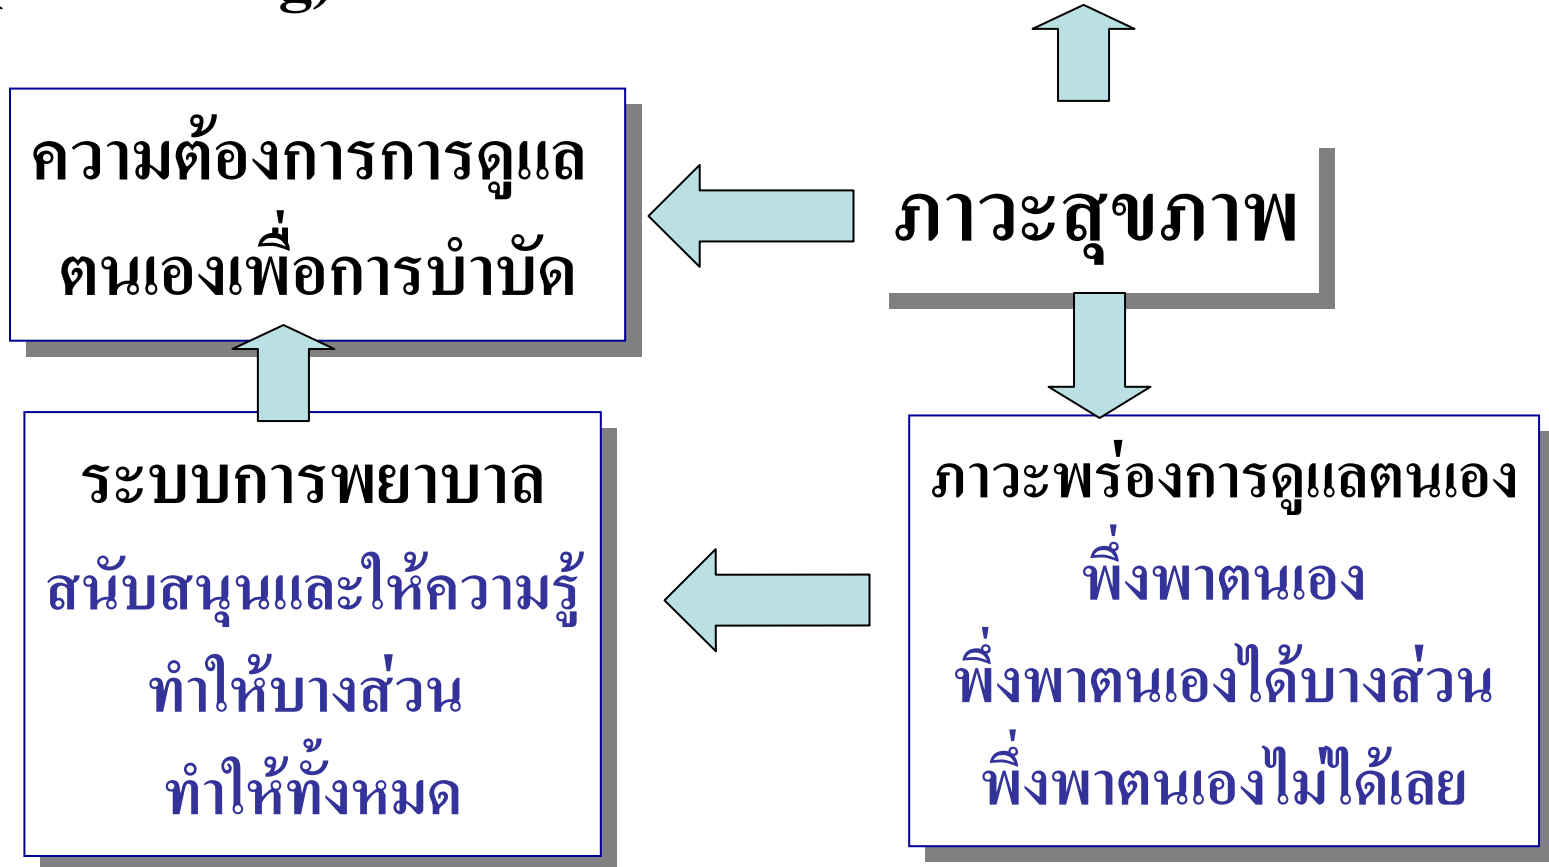 ความต้องการการดูแล
ตนเองเพื่อการบำบัด
ภาวะสุขภาพ
ระบบการพยาบาล
สนับสนุนและให้ความรู้
ทำให้บางส่วน
ทำให้ทั้งหมด
ภาวะพร่องการดูแลตนเอง
พึ่งพาตนเอง
พึ่งพาตนเองได้บางส่วน
พึ่งพาตนเองไม่ได้เลย